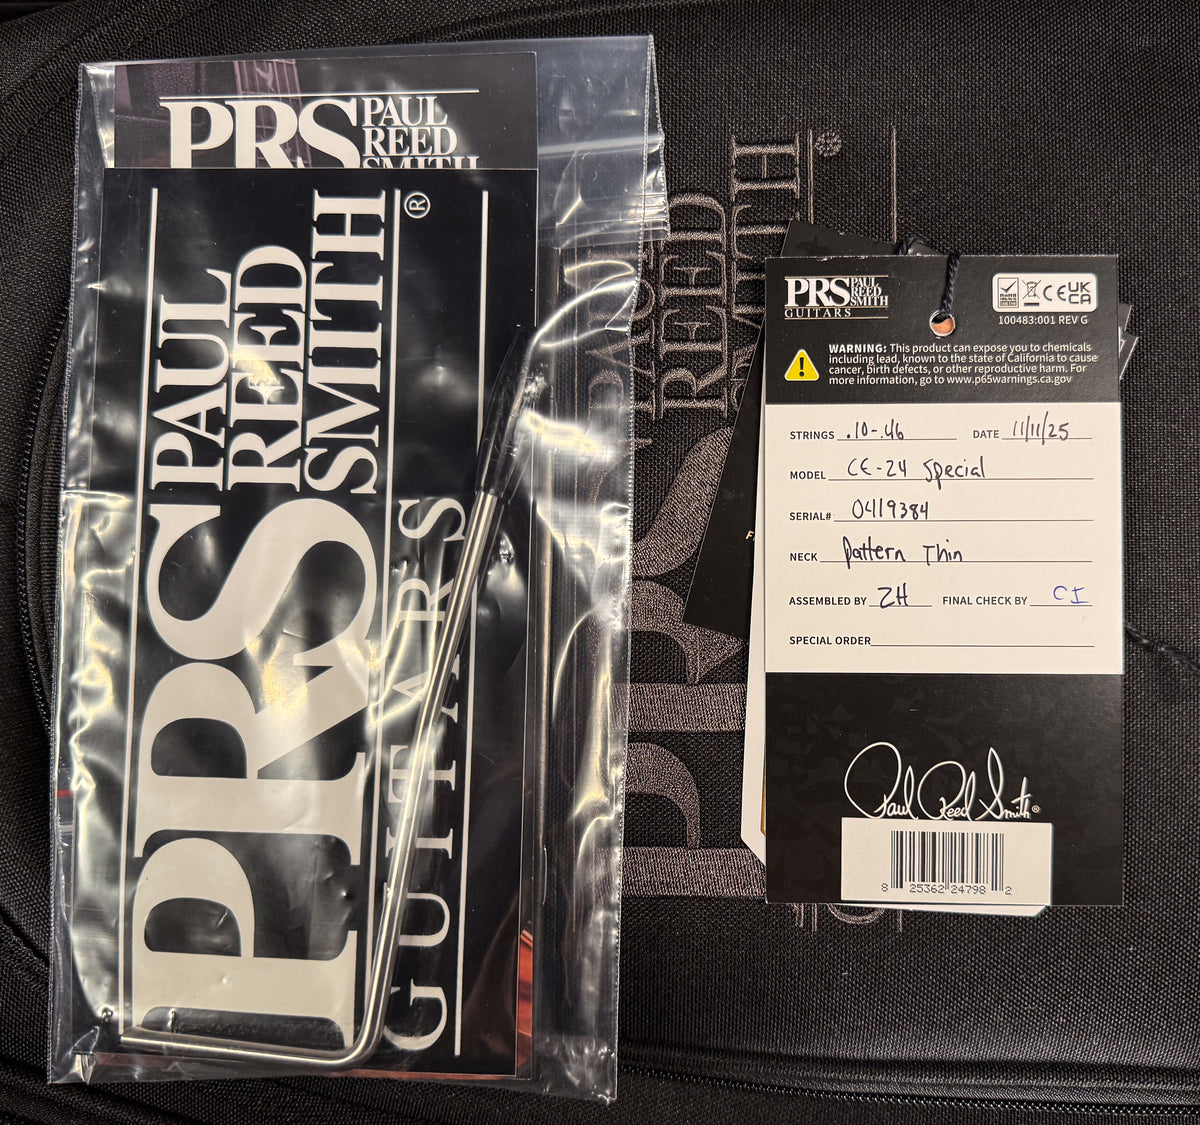 PRS PAUL
REED
SMITH
PRS PAUL
REED
SMITH®
GUITARS
PRS PAUL
REED
SMITH®
PRS PAUL
REED
SMITH
GUITARS
CE UK
CA
100483:001 REV G
WARNING: This product can expose you to chemicals
including lead, known to the state of California to cause
cancer, birth defects, or other reproductive harm. For
more information, go to www.p65warnings.ca.gov
STRINGS .10-.46 DATE 11/11/25
MODEL CE-24 Special
SERIAL# 0419384
NECK Pattern Thin
ASSEMBLED BY ZH FINAL CHECK BY CI
SPECIAL ORDER
Paul Reed Smith®
8 25362 24798 2